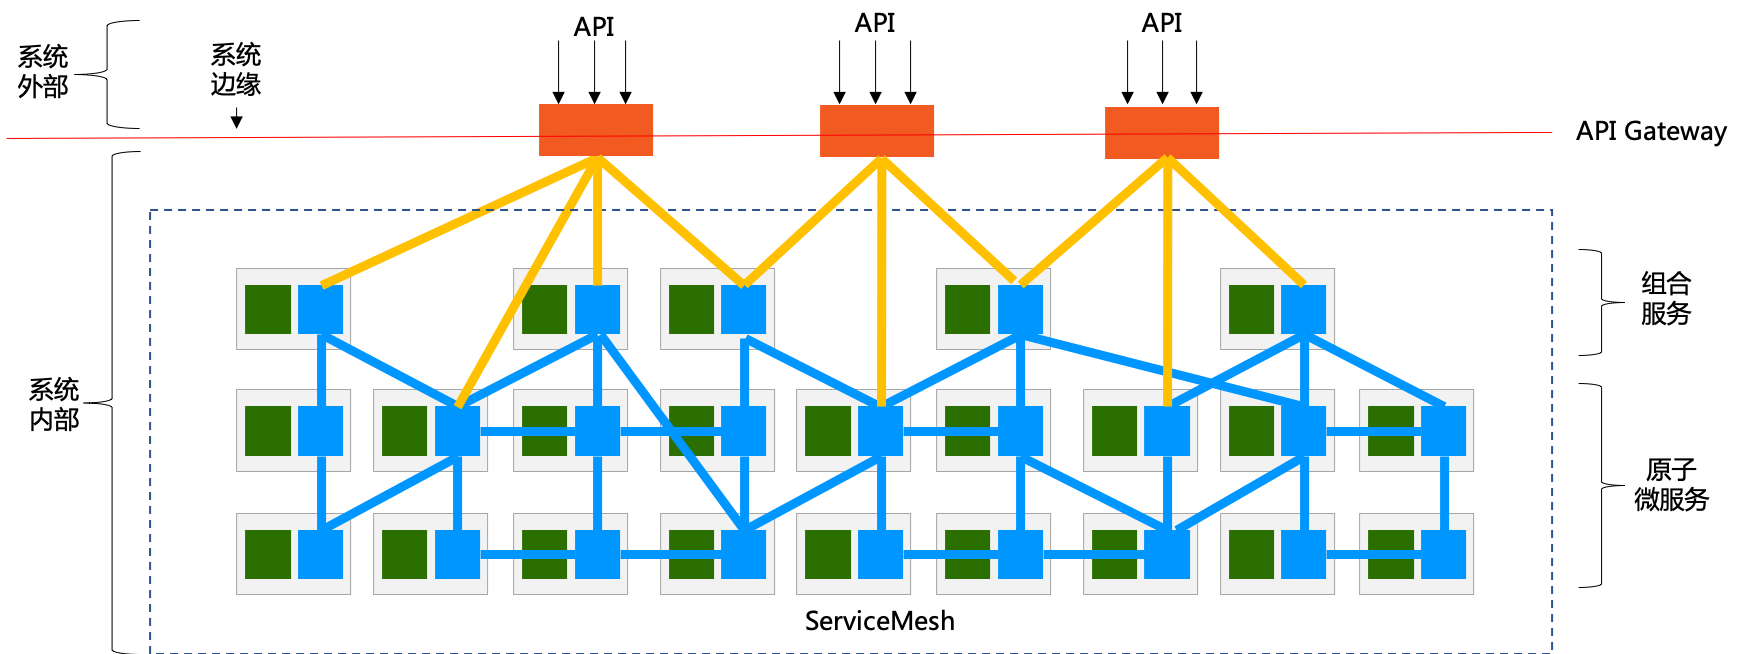 API
API
API
系统
外部
系统
边缘
API Gateway
组合
服务
系统
内部
原子
微服务
ServiceMesh